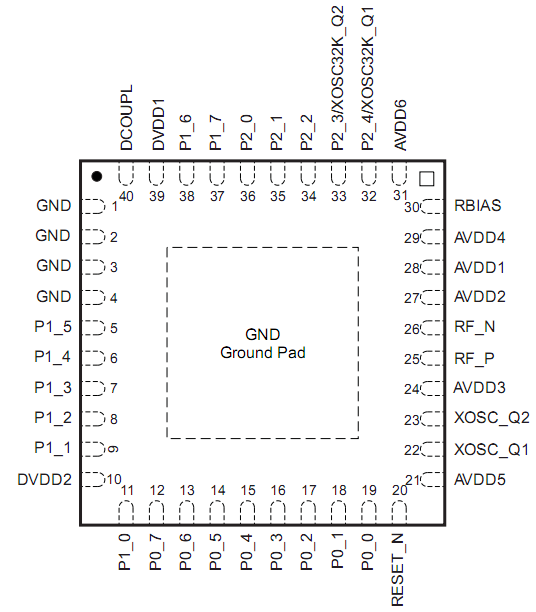 DCOUPL
DVDD1
P1_6
P1_7
P2_0
P2_1
P2_2
P2_3/XOSC32K_Q2
P2_4/XOSC32K_Q1
AVDD6
40 39 38 37 36 35 34 33 32 31
GND 1 30 RBIAS
GND 2 29 AVDD4
GND 3 28 AVDD1
GND 4 27 AVDD2
P1_5 5 26 RF_N
GND
Ground Pad
P1_4 6 25 RF_P
P1_3 7 24 AVDD3
P1_2 8 23 XOSC_Q2
P1_1 9 22 XOSC_Q1
DVDD2 10 21 AVDD5
11 12 13 14 15 16 17 18 19 20
P1_0
P0_7
P0_6
P0_5
P0_4
P0_3
P0_2
P0_1
P0_0
RESET_N